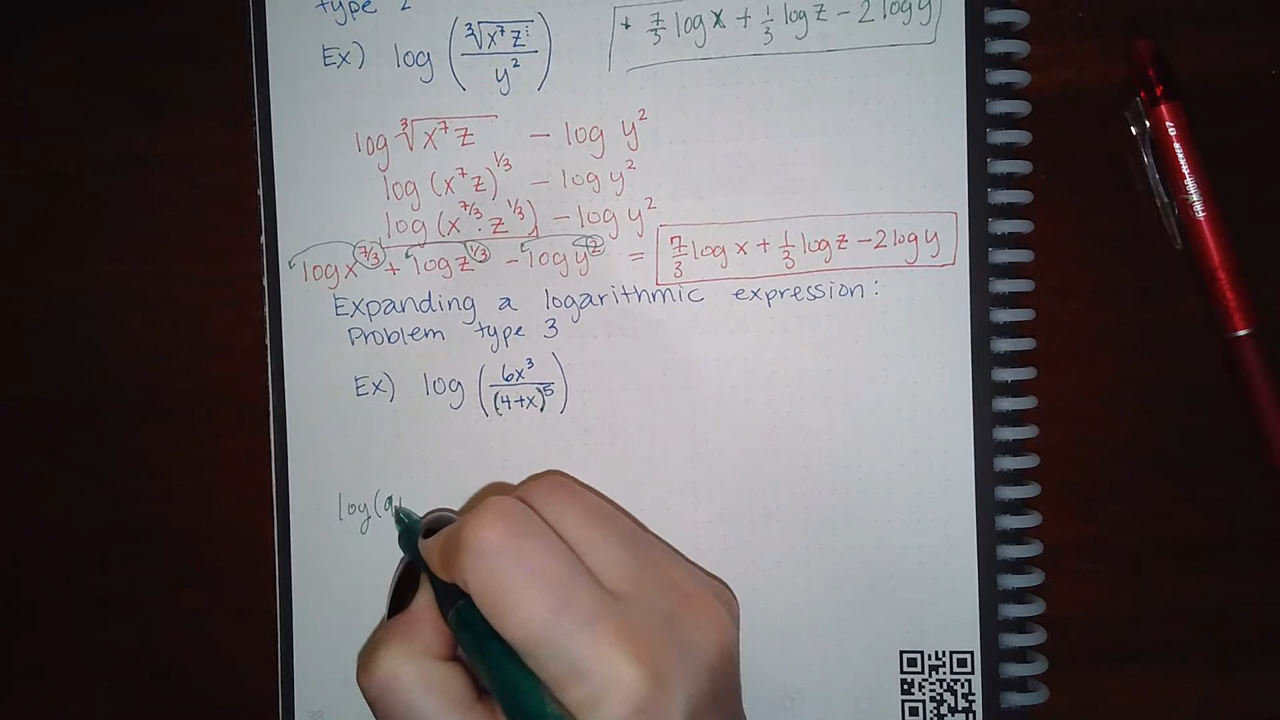 type 2
+ 7/3 log x + 1/3 log z − 2 log y
Ex) log (∛(x⁷z) / y²)
log ∛(x⁷z) − log y²
log (x⁷z)^(1/3) − log y²
log (x^(7/3) · z^(1/3)) − log y²
log x^(7/3) + log z^(1/3) − log y² = 7/3 log x + 1/3 log z − 2 log y
Expanding a logarithmic expression:
Problem type 3
Ex) log (6x³ / (4+x)⁵)
log(a
38